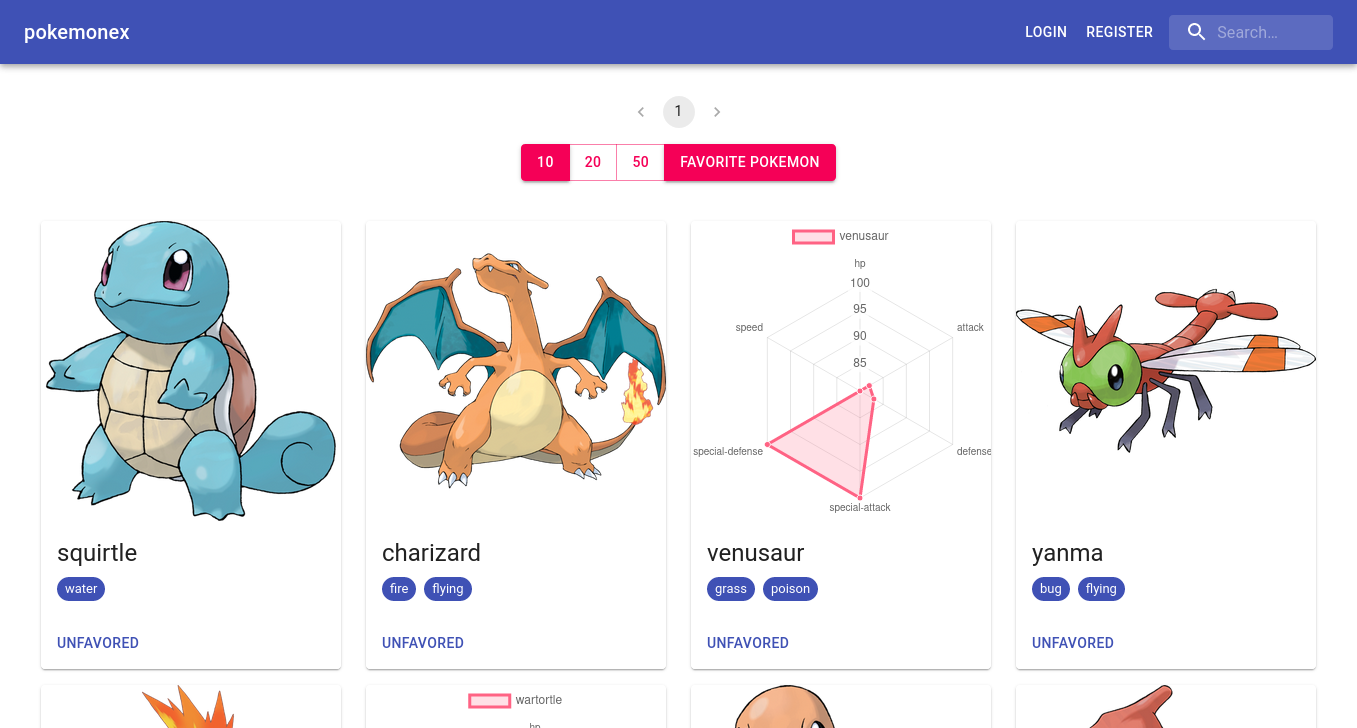 pokemonex LOGIN REGISTER Search…
1
10 20 50 FAVORITE POKEMON
venusaur
hp
100
95
speed attack
90
85
special-defense defense
special-attack
squirtle charizard venusaur yanma
water fire flying grass poison bug flying
UNFAVORED UNFAVORED UNFAVORED UNFAVORED
wartortle
hp